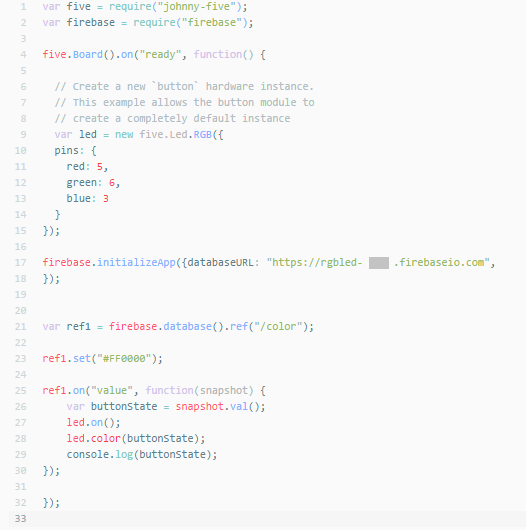 1 var five = require("johnny-five");
2 var firebase = require("firebase");
3
4 five.Board().on("ready", function() {
5
6 // Create a new `button` hardware instance.
7 // This example allows the button module to
8 // create a completely default instance
9 var led = new five.Led.RGB({
10 pins: {
11 red: 5,
12 green: 6,
13 blue: 3
14 }
15 });
16
17 firebase.initializeApp({databaseURL: "https://rgbled- .firebaseio.com",
18 });
19
20
21 var ref1 = firebase.database().ref("/color");
22
23 ref1.set("#FF0000");
24
25 ref1.on("value", function(snapshot) {
26 var buttonState = snapshot.val();
27 led.on();
28 led.color(buttonState);
29 console.log(buttonState);
30 });
31
32 });
33